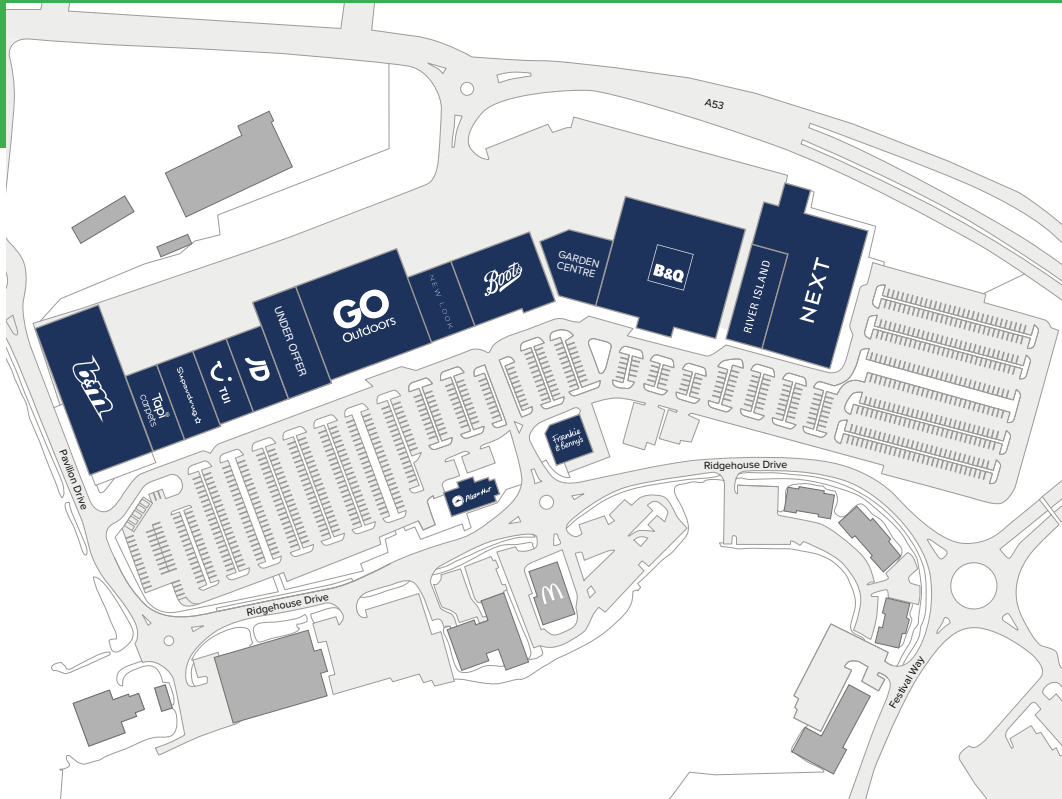 A53
NEXT
RIVER ISLAND
B&Q
GARDEN
CENTRE
Boots
NEW LOOK
GO
Outdoors
UNDER OFFER
JD
TUI
Superdrug
Tapi
carpets
b&m
Frankie
& Benny's
Pizza Hut
M
Pavilion Drive
Ridgehouse Drive
Ridgehouse Drive
Festival Way